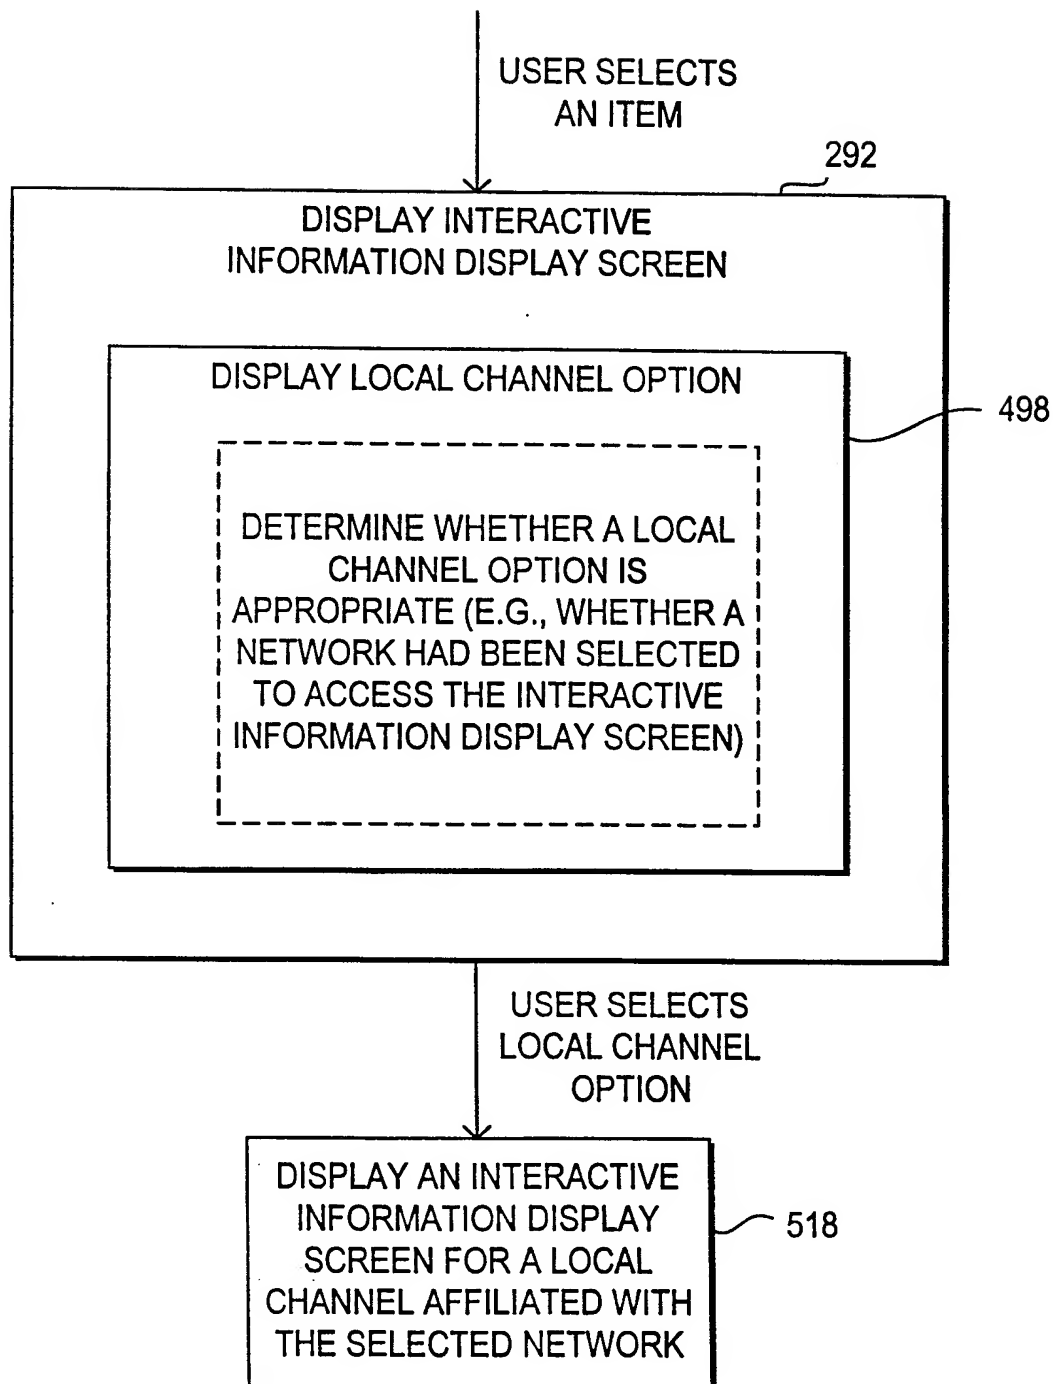 USER SELECTS
AN ITEM
292
DISPLAY INTERACTIVE
INFORMATION DISPLAY SCREEN
DISPLAY LOCAL CHANNEL OPTION
498
DETERMINE WHETHER A LOCAL
CHANNEL OPTION IS
APPROPRIATE (E.G., WHETHER A
NETWORK HAD BEEN SELECTED
TO ACCESS THE INTERACTIVE
INFORMATION DISPLAY SCREEN)
USER SELECTS
LOCAL CHANNEL
OPTION
DISPLAY AN INTERACTIVE
INFORMATION DISPLAY
SCREEN FOR A LOCAL
CHANNEL AFFILIATED WITH
THE SELECTED NETWORK
518